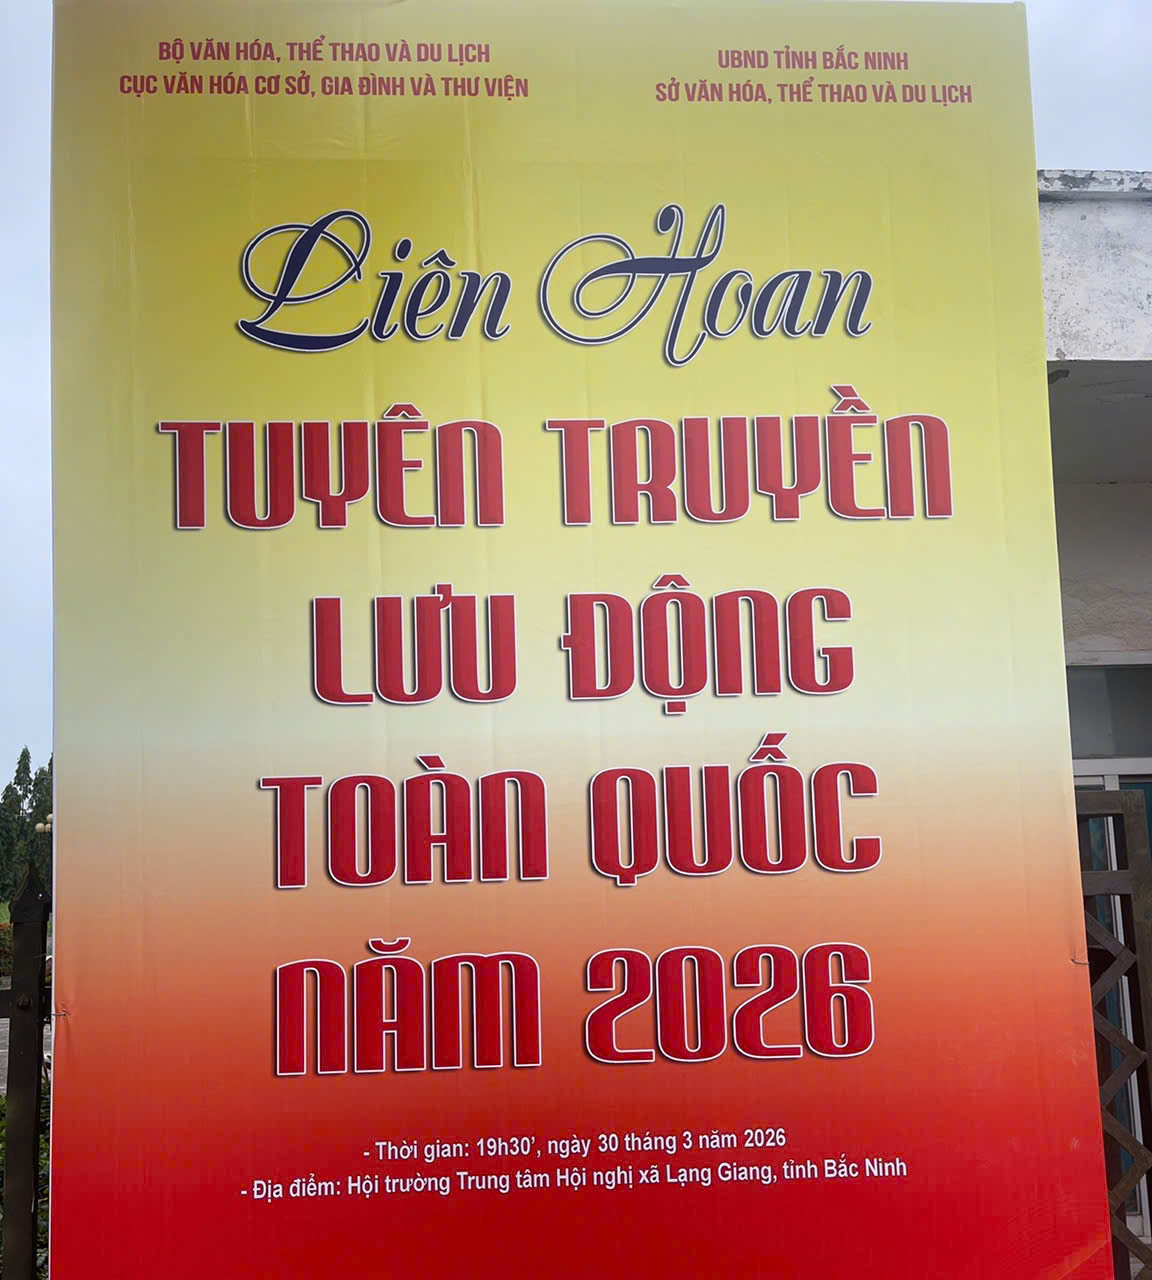 BỘ VĂN HÓA, THỂ THAO VÀ DU LỊCH
CỤC VĂN HÓA CƠ SỞ, GIA ĐÌNH VÀ THƯ VIỆN
UBND TỈNH BẮC NINH
SỞ VĂN HÓA, THỂ THAO VÀ DU LỊCH
Liên Hoan
TUYÊN TRUYỀN
LƯU ĐỘNG
TOÀN QUỐC
NĂM 2026
- Thời gian: 19h30', ngày 30 tháng 3 năm 2026
- Địa điểm: Hội trường Trung tâm Hội nghị xã Lạng Giang, tỉnh Bắc Ninh